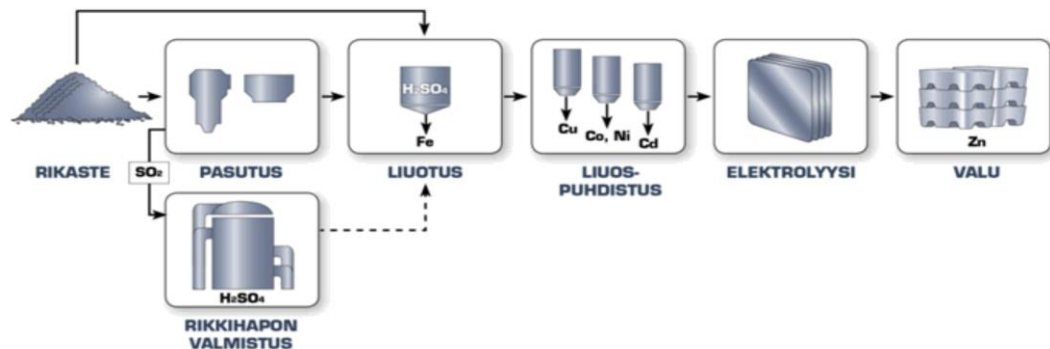 H₂SO₄
Cu
Co, Ni
Cd
Fe
Zn
RIKASTE
SO₂
PASUTUS
LIUOTUS
LIUOS-
PUHDISTUS
ELEKTROLYYSI
VALU
H₂SO₄
RIKKIHAPON
VALMISTUS